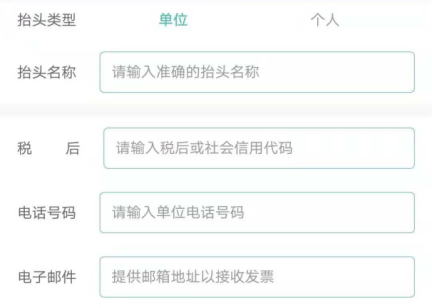 抬头类型 单位 个人
抬头名称 请输入准确的抬头名称
税 后 请输入税后或社会信用代码
电话号码 请输入单位电话号码
电子邮件 提供邮箱地址以接收发票